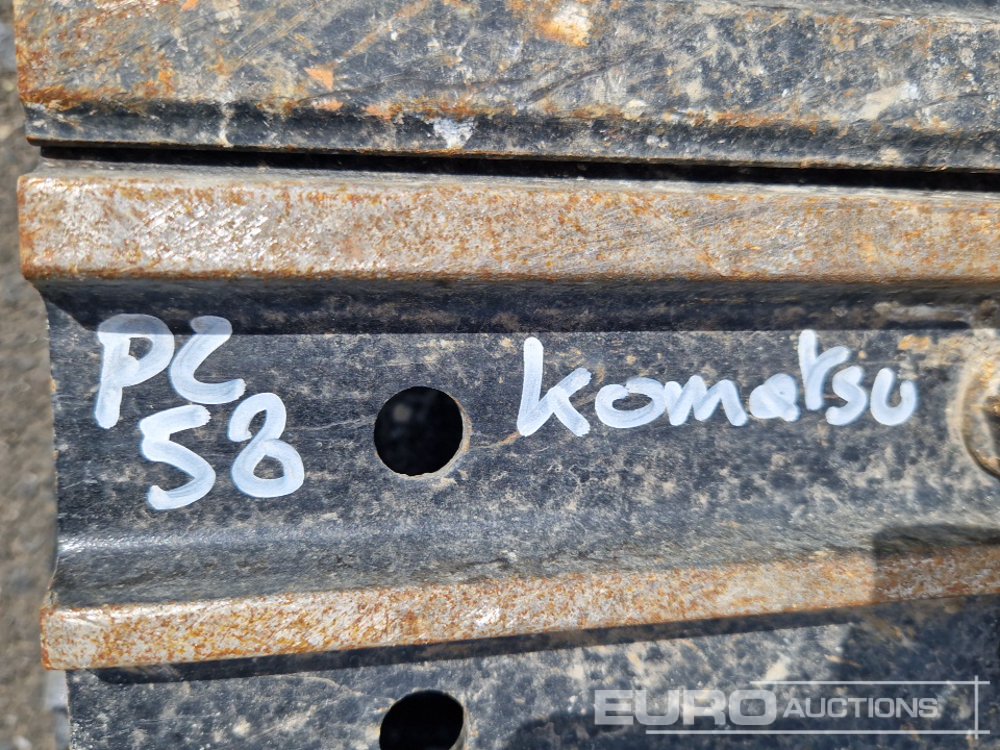 PC
58
Komatsu
EURO AUCTIONS